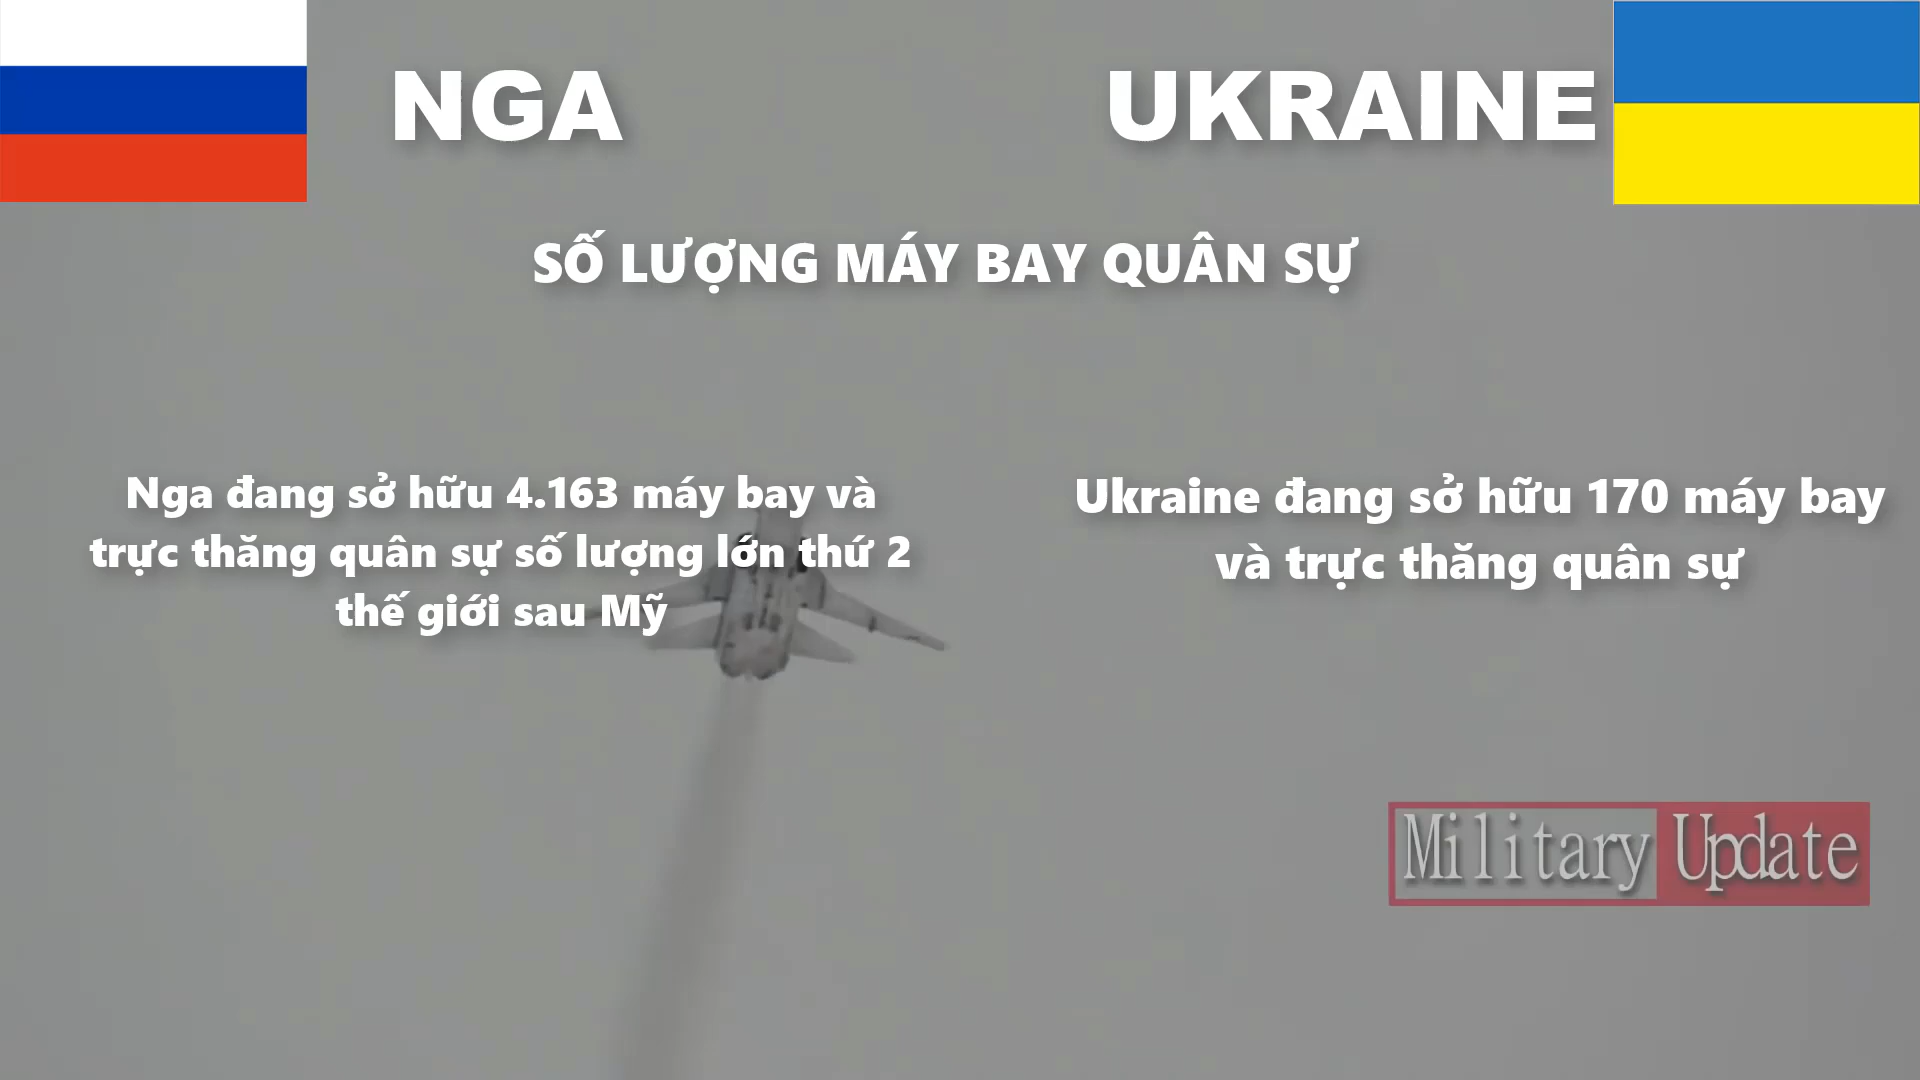 NGA
UKRAINE
SỐ LƯỢNG MÁY BAY QUÂN SỰ
Nga đang sở hữu 4.163 máy bay và
trực thăng quân sự số lượng lớn thứ 2
thế giới sau Mỹ
Ukraine đang sở hữu 170 máy bay
và trực thăng quân sự
Military Update